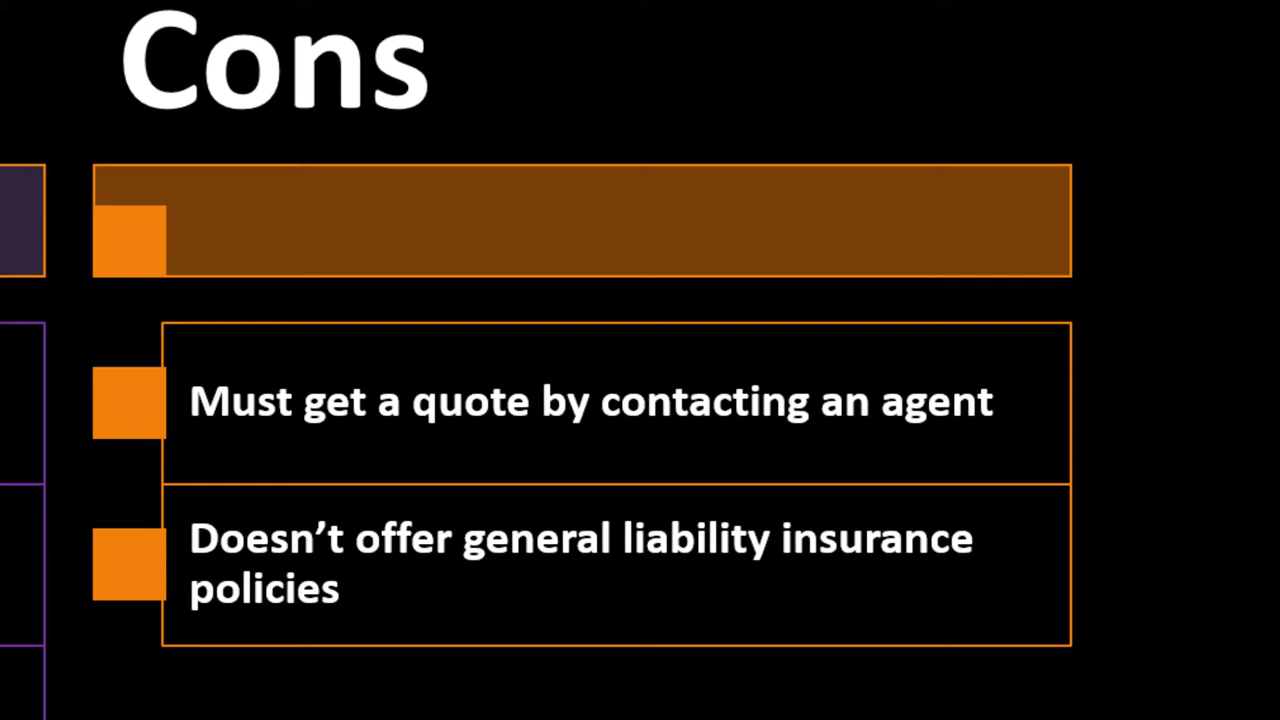 Cons
Must get a quote by contacting an agent
Doesn’t offer general liability insurance
policies